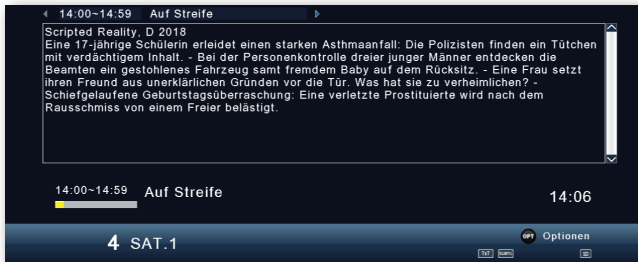 14:00~14:59 Auf Streife
Scripted Reality, D 2018
Eine 17-jährige Schülerin erleidet einen starken Asthmaanfall: Die Polizisten finden ein Tütchen
mit verdächtigem Inhalt. - Bei der Personenkontrolle dreier junger Männer entdecken die
Beamten ein gestohlenes Fahrzeug samt fremdem Baby auf dem Rücksitz. - Eine Frau setzt
ihren Freund aus unerklärlichen Gründen vor die Tür. Was hat sie zu verheimlichen? -
Schiefgelaufene Geburtstagsüberraschung: Eine verletzte Prostituierte wird nach dem
Rausschmiss von einem Freier belästigt.
14:00~14:59 Auf Streife
14:06
OPT Optionen
4 SAT.1
TXT SUBTTL SD